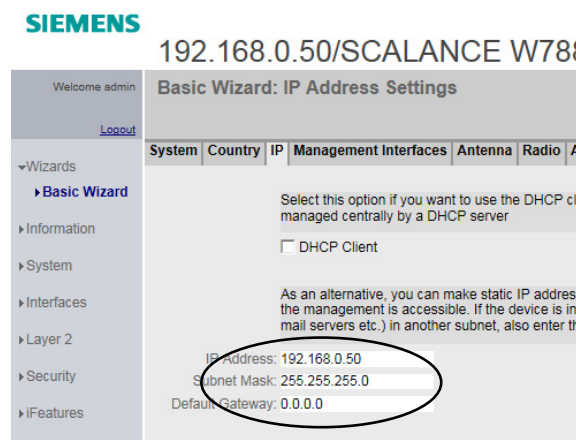 SIEMENS
192.168.0.50/SCALANCE W788
Welcome admin
Basic Wizard: IP Address Settings
Logout
System Country IP Management Interfaces Antenna Radio
Wizards
Basic Wizard
Select this option if you want to use the DHCP
managed centrally by a DHCP server
Information
DHCP Client
System
As an alternative, you can make static IP
Interfaces
the management is accessible. If the device is in
mail servers etc.) in another subnet, also enter
Layer 2
IP Address: 192.168.0.50
Security
Subnet Mask: 255.255.255.0
Default Gateway: 0.0.0.0
iFeatures